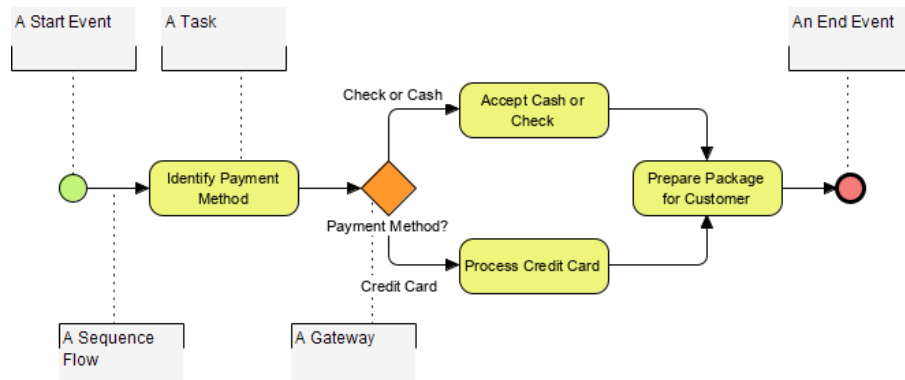 A Start Event
A Task
An End Event
Check or Cash
Accept Cash or
Check
Identify Payment
Method
Prepare Package
for Customer
Payment Method?
Process Credit Card
Credit Card
A Sequence
Flow
A Gateway